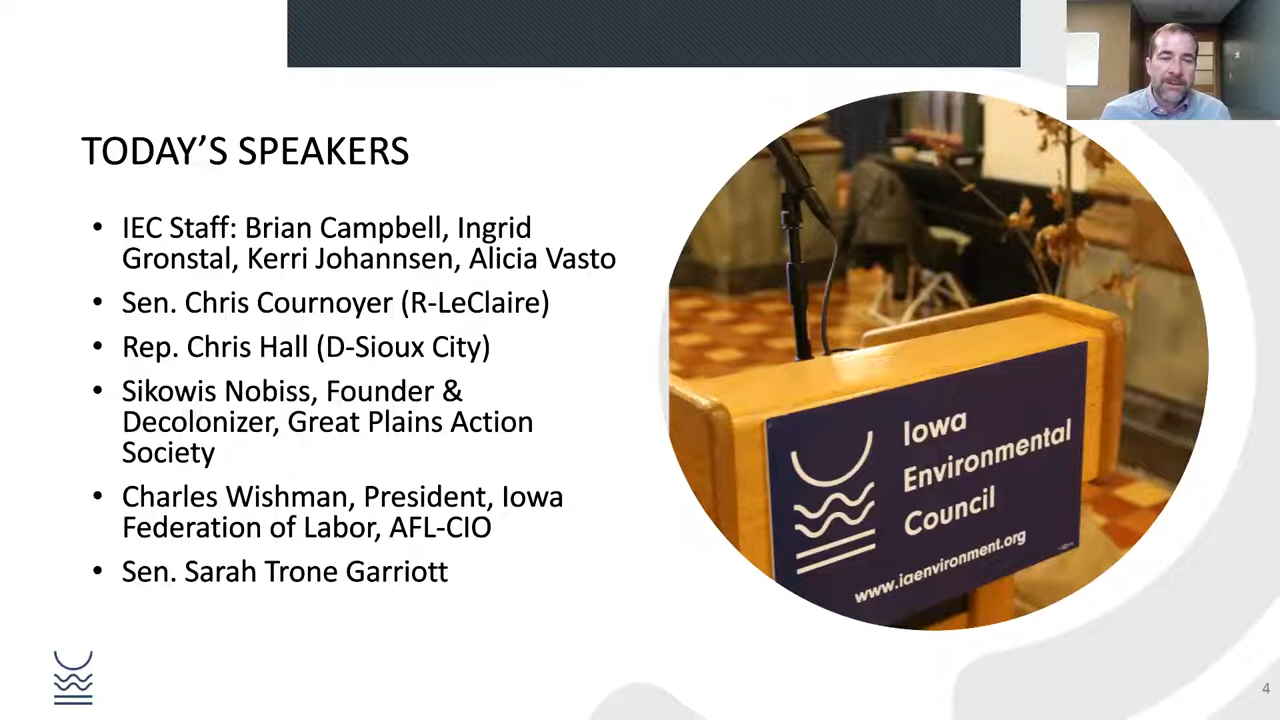 TODAY’S SPEAKERS
• IEC Staff: Brian Campbell, Ingrid
Gronstal, Kerri Johannsen, Alicia Vasto
• Sen. Chris Cournoyer (R-LeClaire)
• Rep. Chris Hall (D-Sioux City)
• Sikowis Nobiss, Founder &
Decolonizer, Great Plains Action
Society
• Charles Wishman, President, Iowa
Federation of Labor, AFL-CIO
• Sen. Sarah Trone Garriott
Iowa
Environmental
Council
www.iaenvironment.org
4